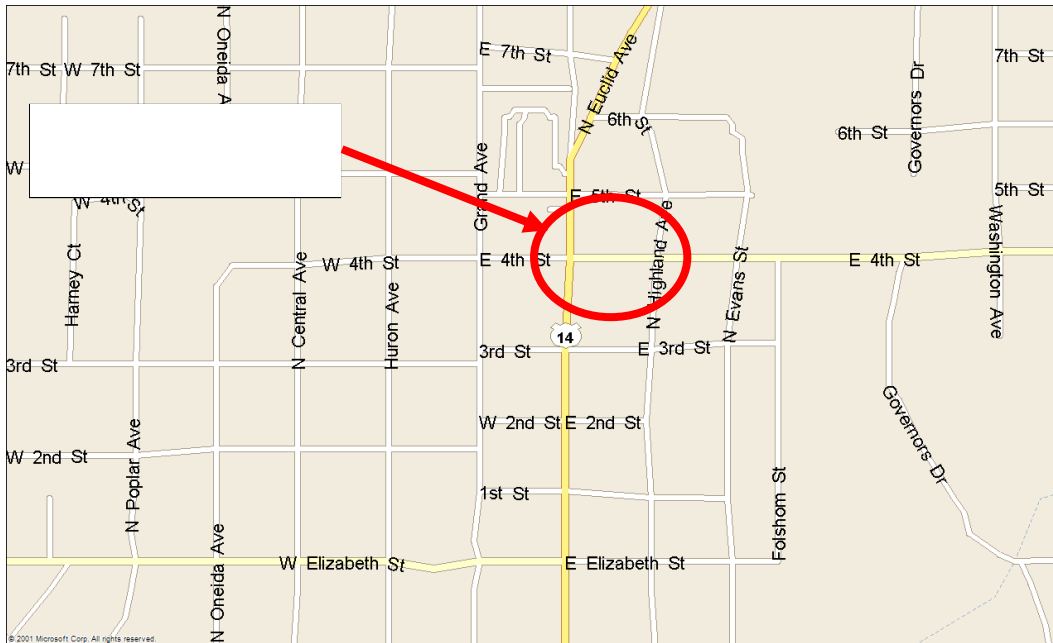 N Oneida A
E 7th St
7th St
W 7th St
7th St
N Euclid Ave
Governors Dr
6th St
6th St
W
Grand Ave
E 5th St
5th St
W 4th St
Washington Ave
N Highland Ave
W 4th St
E 4th St
E 4th St
Harney Ct
N Central Ave
Huron Ave
N Evans St
14
3rd St
E 3rd St
3rd St
Governors Dr
N Poplar Ave
W 2nd St
E 2nd St
W 2nd St
1st St
Folshom St
N Oneida Ave
W Elizabeth St
E Elizabeth St
© 2001 Microsoft Corp. All rights reserved.